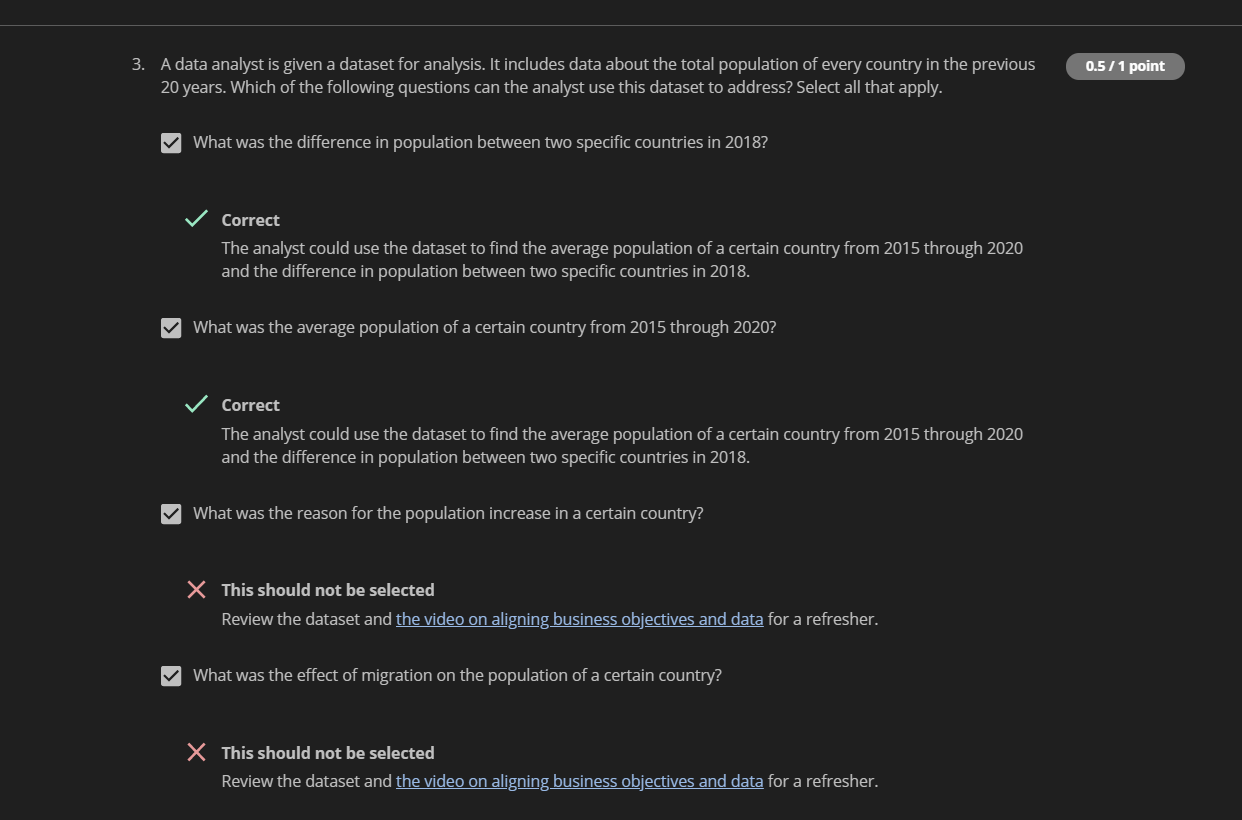 3. A data analyst is given a dataset for analysis. It includes data about the total population of every country in the previous
20 years. Which of the following questions can the analyst use this dataset to address? Select all that apply.
0.5 / 1 point
What was the difference in population between two specific countries in 2018?
Correct
The analyst could use the dataset to find the average population of a certain country from 2015 through 2020
and the difference in population between two specific countries in 2018.
What was the average population of a certain country from 2015 through 2020?
Correct
The analyst could use the dataset to find the average population of a certain country from 2015 through 2020
and the difference in population between two specific countries in 2018.
What was the reason for the population increase in a certain country?
This should not be selected
Review the dataset and the video on aligning business objectives and data for a refresher.
What was the effect of migration on the population of a certain country?
This should not be selected
Review the dataset and the video on aligning business objectives and data for a refresher.